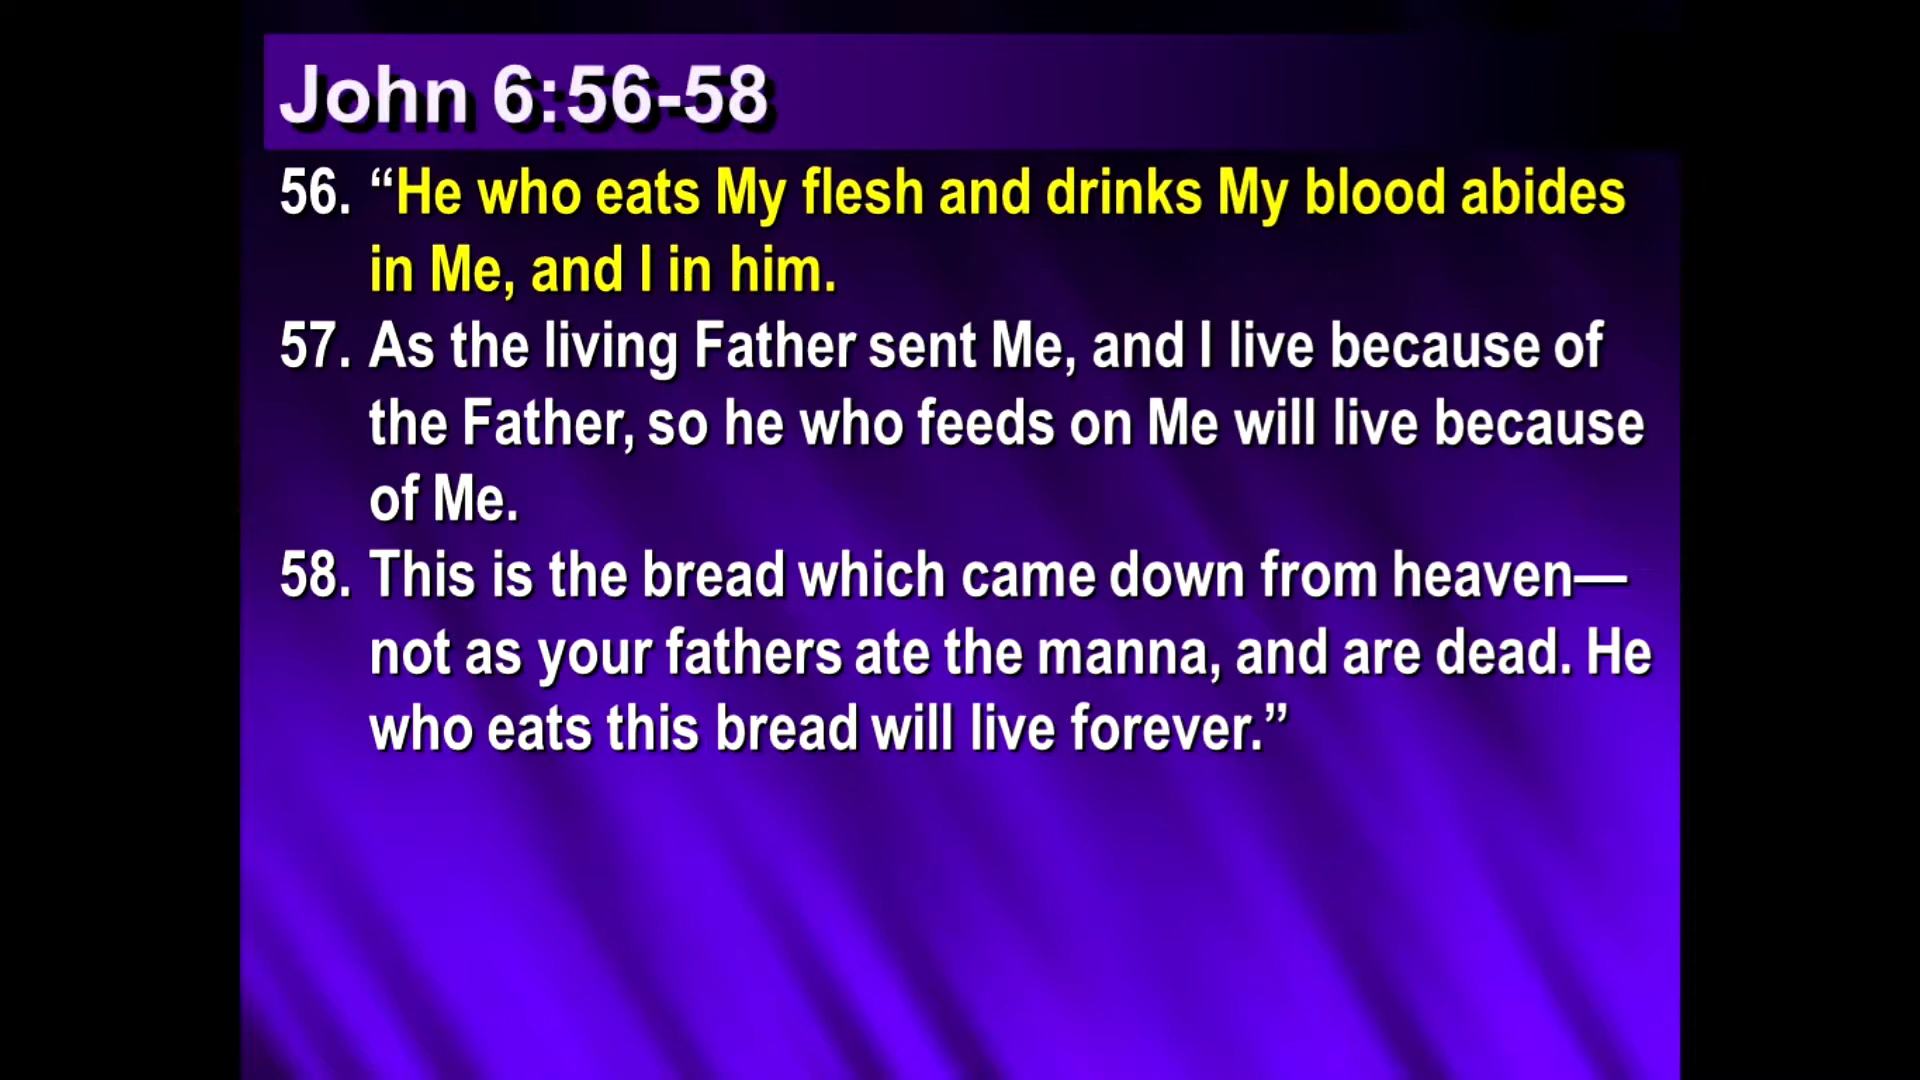 John 6:56-58
56. “He who eats My flesh and drinks My blood abides
in Me, and I in him.
57. As the living Father sent Me, and I live because of
the Father, so he who feeds on Me will live because
of Me.
58. This is the bread which came down from heaven—
not as your fathers ate the manna, and are dead. He
who eats this bread will live forever.”